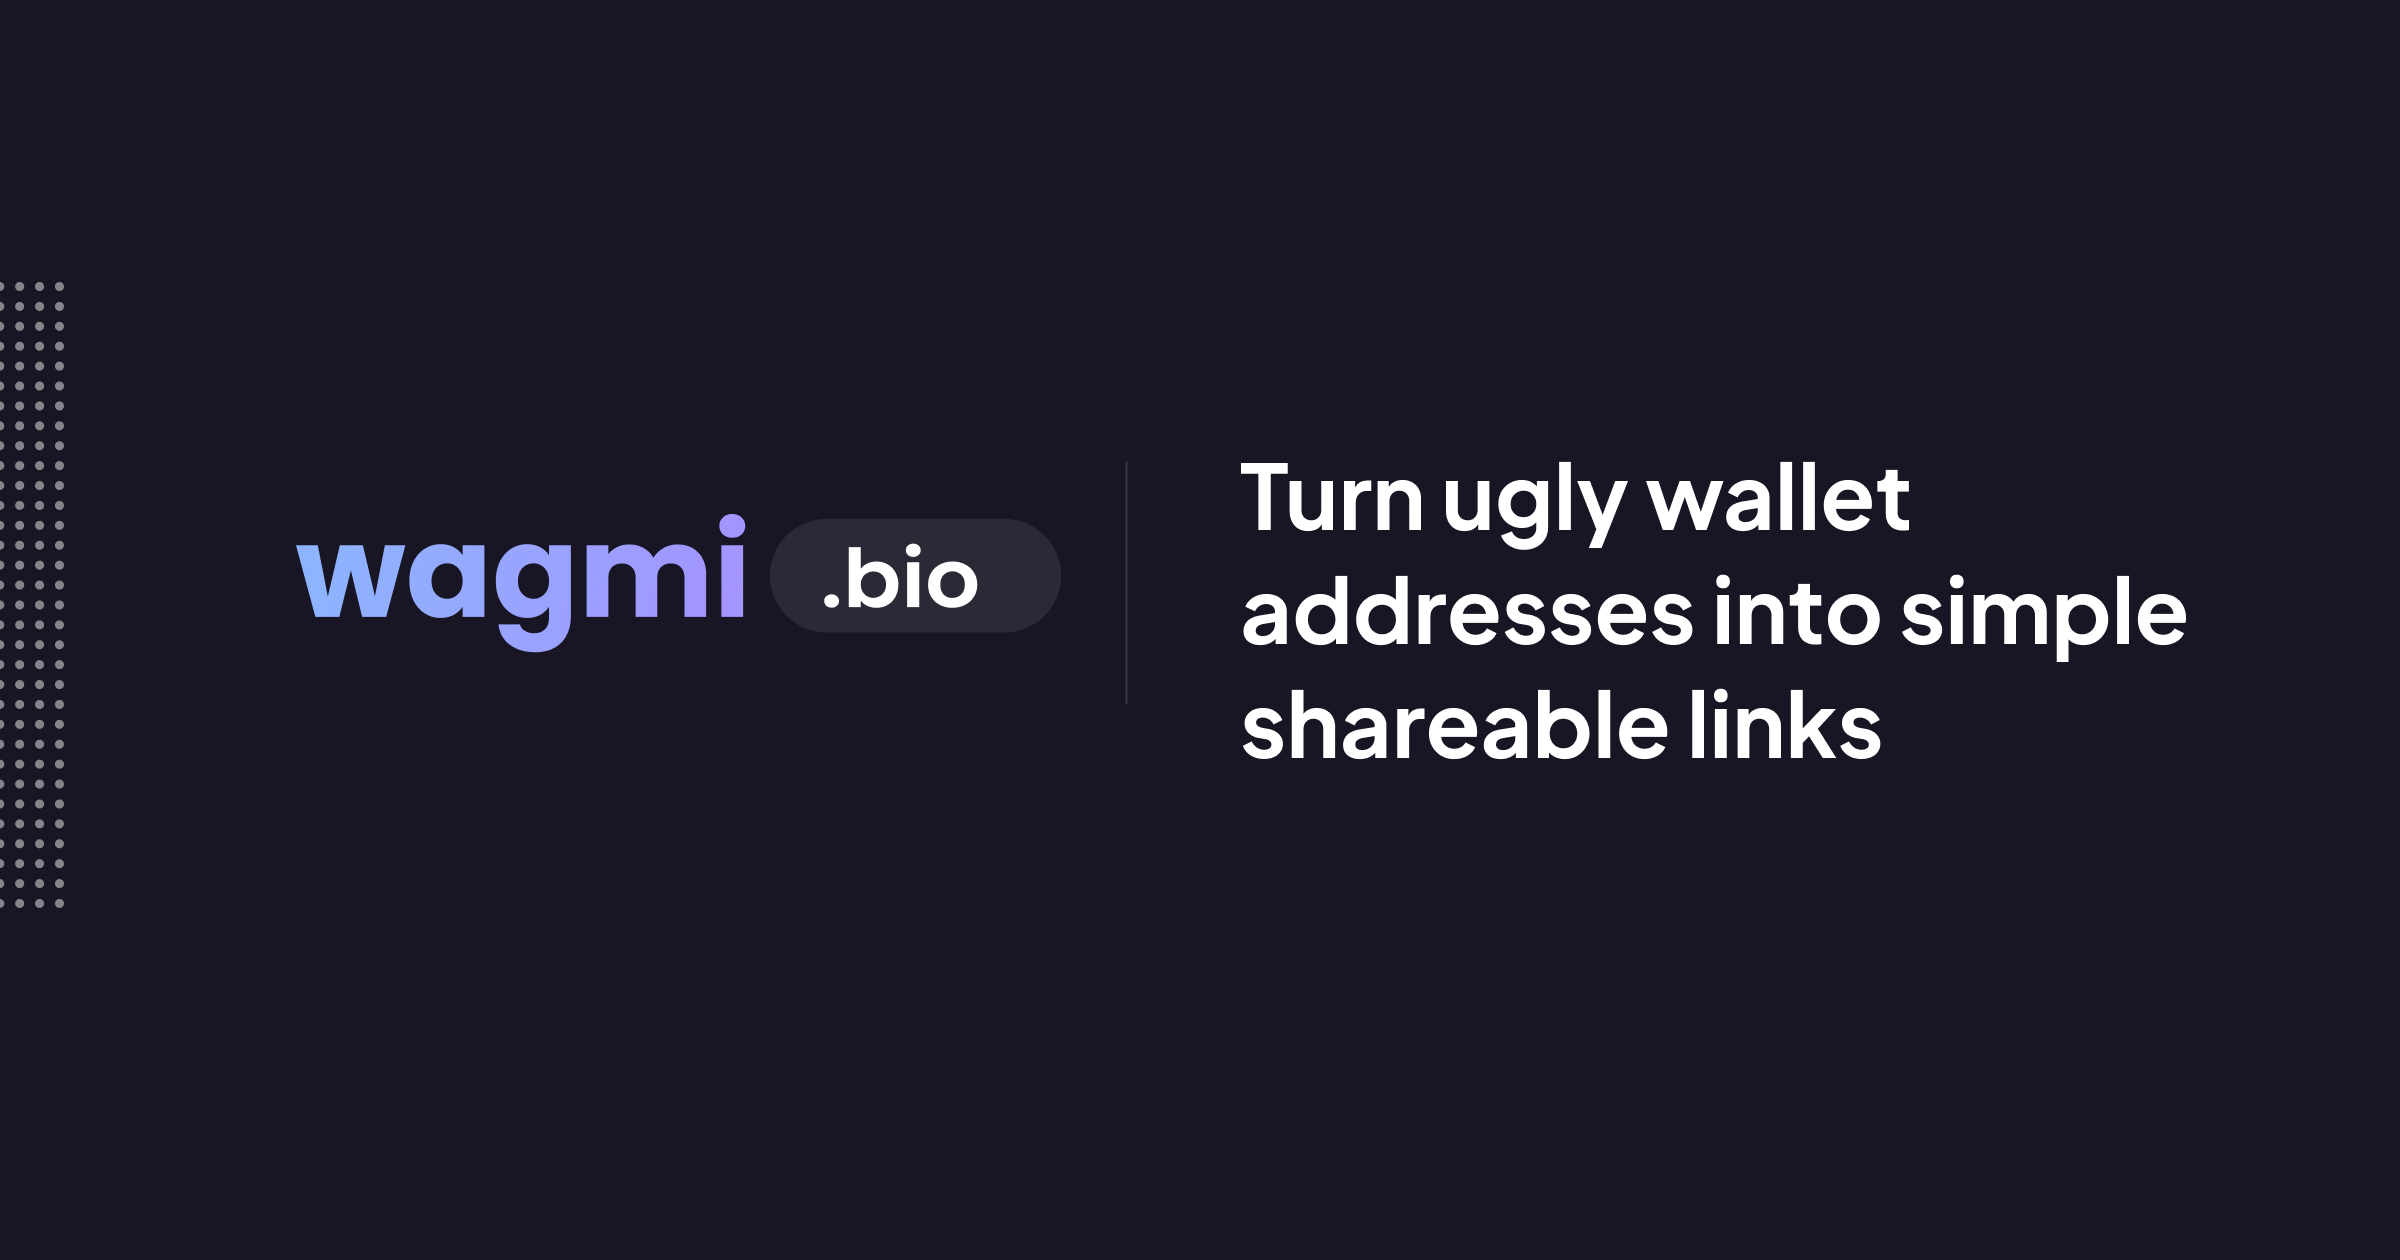 wagmi .bio
Turn ugly wallet
addresses into simple
shareable links